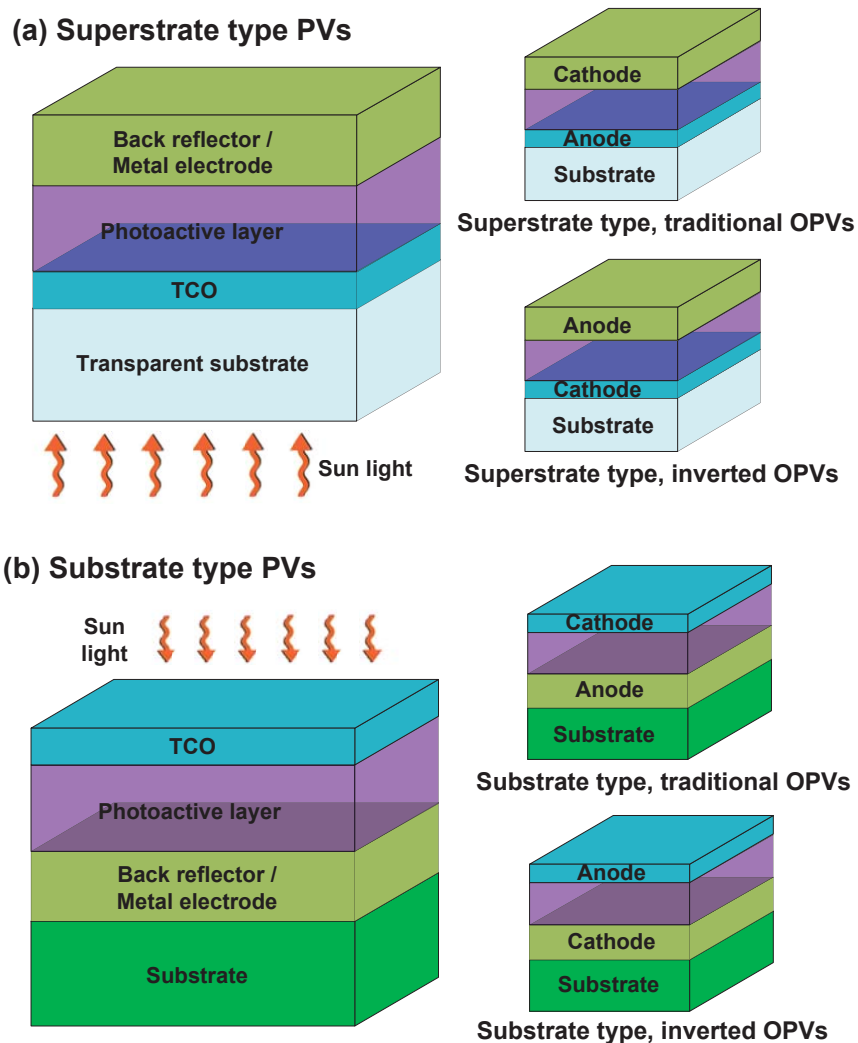 (a) Superstrate type PVs
Back reflector /
Metal electrode
Photoactive layer
TCO
Transparent substrate
Sun light
Cathode
Anode
Substrate
Superstrate type, traditional OPVs
Anode
Cathode
Substrate
Superstrate type, inverted OPVs
(b) Substrate type PVs
Sun
light
TCO
Photoactive layer
Back reflector /
Metal electrode
Substrate
Cathode
Anode
Substrate
Substrate type, traditional OPVs
Anode
Cathode
Substrate
Substrate type, inverted OPVs